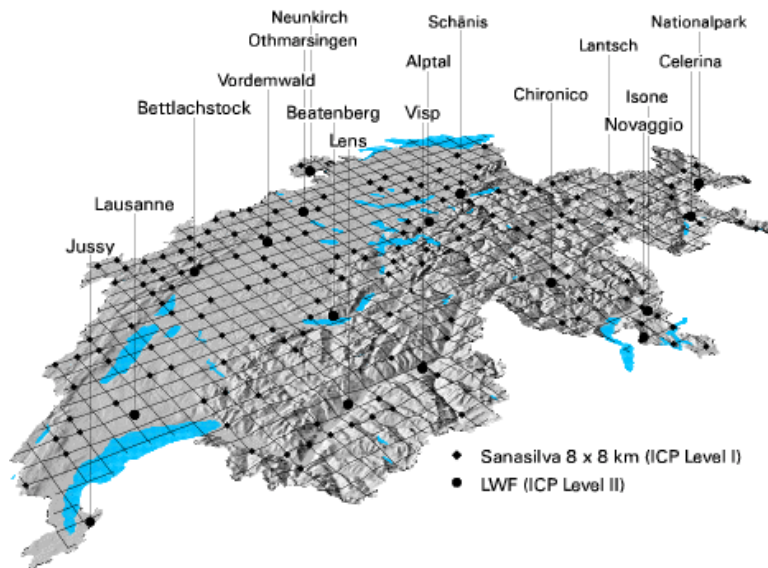 Neunkirch
Othmarsingen
Vordemwald
Bettlachstock
Lausanne
Jussy
Beatenberg
Lens
Schänis
Alptal
Visp
Chironico
Lantsch
Isone
Novaggio
Nationalpark
Celerina
Sanasilva 8 x 8 km (ICP Level I)
LWF (ICP Level II)